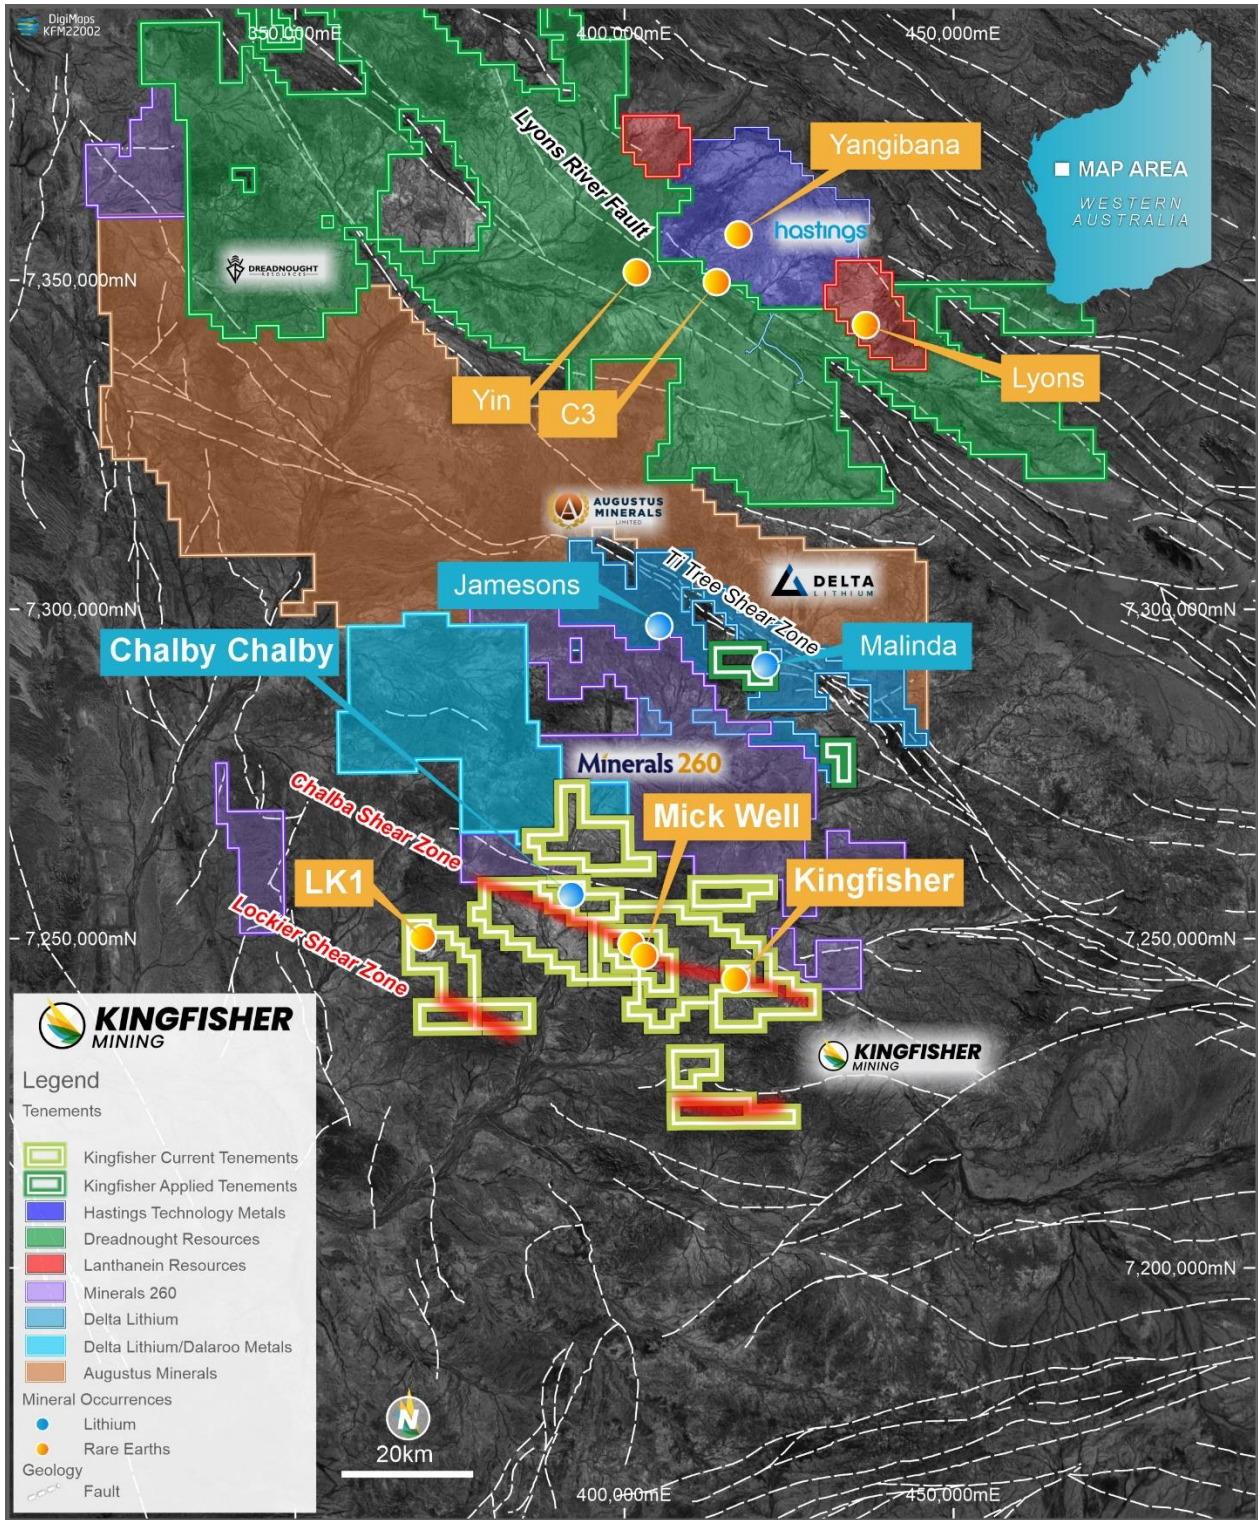 DigiMaps
KFM22002
350,000mE
400,000mE
450,000mE
Lyons River Fault
Yangibana
hastings
MAP AREA
WESTERN
AUSTRALIA
DREADNOUGHT
RESOURCES
7,350,000mN
7,350,000mN
Yin
C3
Lyons
AUGUSTUS
MINERALS
LIMITED
Ti Tree Shear Zone
DELTA
LITHIUM
Jamesons
7,300,000mN
7,300,000mN
Chalby Chalby
Malinda
Minerals 260
Chalba Shear Zone
Mick Well
LK1
Kingfisher
Lockier Shear Zone
7,250,000mN
7,250,000mN
KINGFISHER
MINING
KINGFISHER
MINING
Legend
Tenements
Kingfisher Current Tenements
Kingfisher Applied Tenements
Hastings Technology Metals
Dreadnought Resources
Lanthanein Resources
Minerals 260
Delta Lithium
Delta Lithium/Dalaroo Metals
Augustus Minerals
Mineral Occurrences
Lithium
Rare Earths
Geology
Fault
7,200,000mN
N
20km
400,000mE
450,000mE